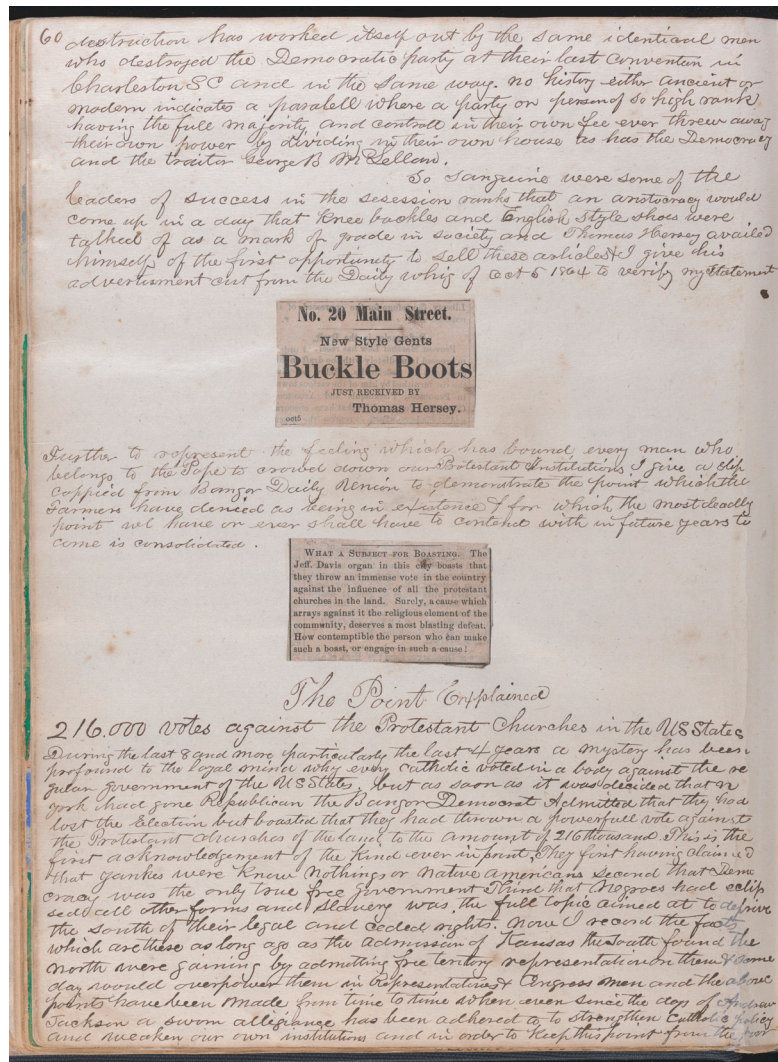 60 destruction has worked itself out by the same identical men
who destroyed the Democratic party at their last convention in
Charleston SC and in the same way. no history either ancient or
modern indicates a paralell where a party or person of so high rank
having the full majority and controll in their own fee ever threw away
their own power by dividing in their own house as has the Democracy
and the traitor George B McLellan.
So sanguine were some of the
leaders of success in the sesession ranks that an aristocracy would
come up in a day that Knee buckles and English style shoes were
talked of as a mark of grade in society and Thomas Hersey availed
himself of the first opportunity to sell these articles & I give his
advertisment cut from the Daily whig of Oct 5 1864 to verify my statement
No. 20 Main Street.
New Style Gents
Buckle Boots
JUST RECEIVED BY
Thomas Hersey.
oct5
Further to represent the feeling which has bound every man who
belongs to the Pope to crowd down our Protestant Institutions I give a slip
coppied from Bangor Daily Union to demonstrate the point which the
Farmers have denied as being in existence & for which the most deadly
point we have or ever shall have to contend with in future years to
come is consolidated.
WHAT A SUBJECT FOR BOASTING. The
Jeff. Davis organ in this city boasts that
they threw an immense vote in the country
against the influence of all the protestant
churches in the land. Surely, a cause which
arrays against it the religious element of the
community, deserves a most blasting defeat.
How contemptible the person who can make
such a boast, or engage in such a cause!
The Point Explained
216.000 votes against the Protestant Churches in the US States
During the last 8 and more particularly the last 4 years a mystery has been
profound to the loyal mind why every Catholic voted in a body against the re
gular government of the US States, but as soon as it was decided that N
york had gone Republican the Bangor Democrat Admitted that they had
lost the Election but boasted that they had thrown a powerfull vote against
the Protestant churches of the land, to the amount of 216 thousand. This is the
first acknowledgement of the Kind ever in print. They first having claimed
that yankes were Know Nothings or Native americans second that Dem
cracy was the only true free government Third that Negroes had eclip
sed all other forms and slavery was the full topic aimed at to deprive
the south of their legal and ceded rights. Now I record the facts
which are these as long ago as the admission of Kansas the south found the
north were gaining by admitting free teritory representation on them & some
day would overpower them in Representatives & Congress men and the above
points have been made from time to time when ever since the days of Andrew
Jackson a sworn allegiance has been adhered to to strengthen Catholic policy
and weaken our own institutions and in order to Keep this point from the